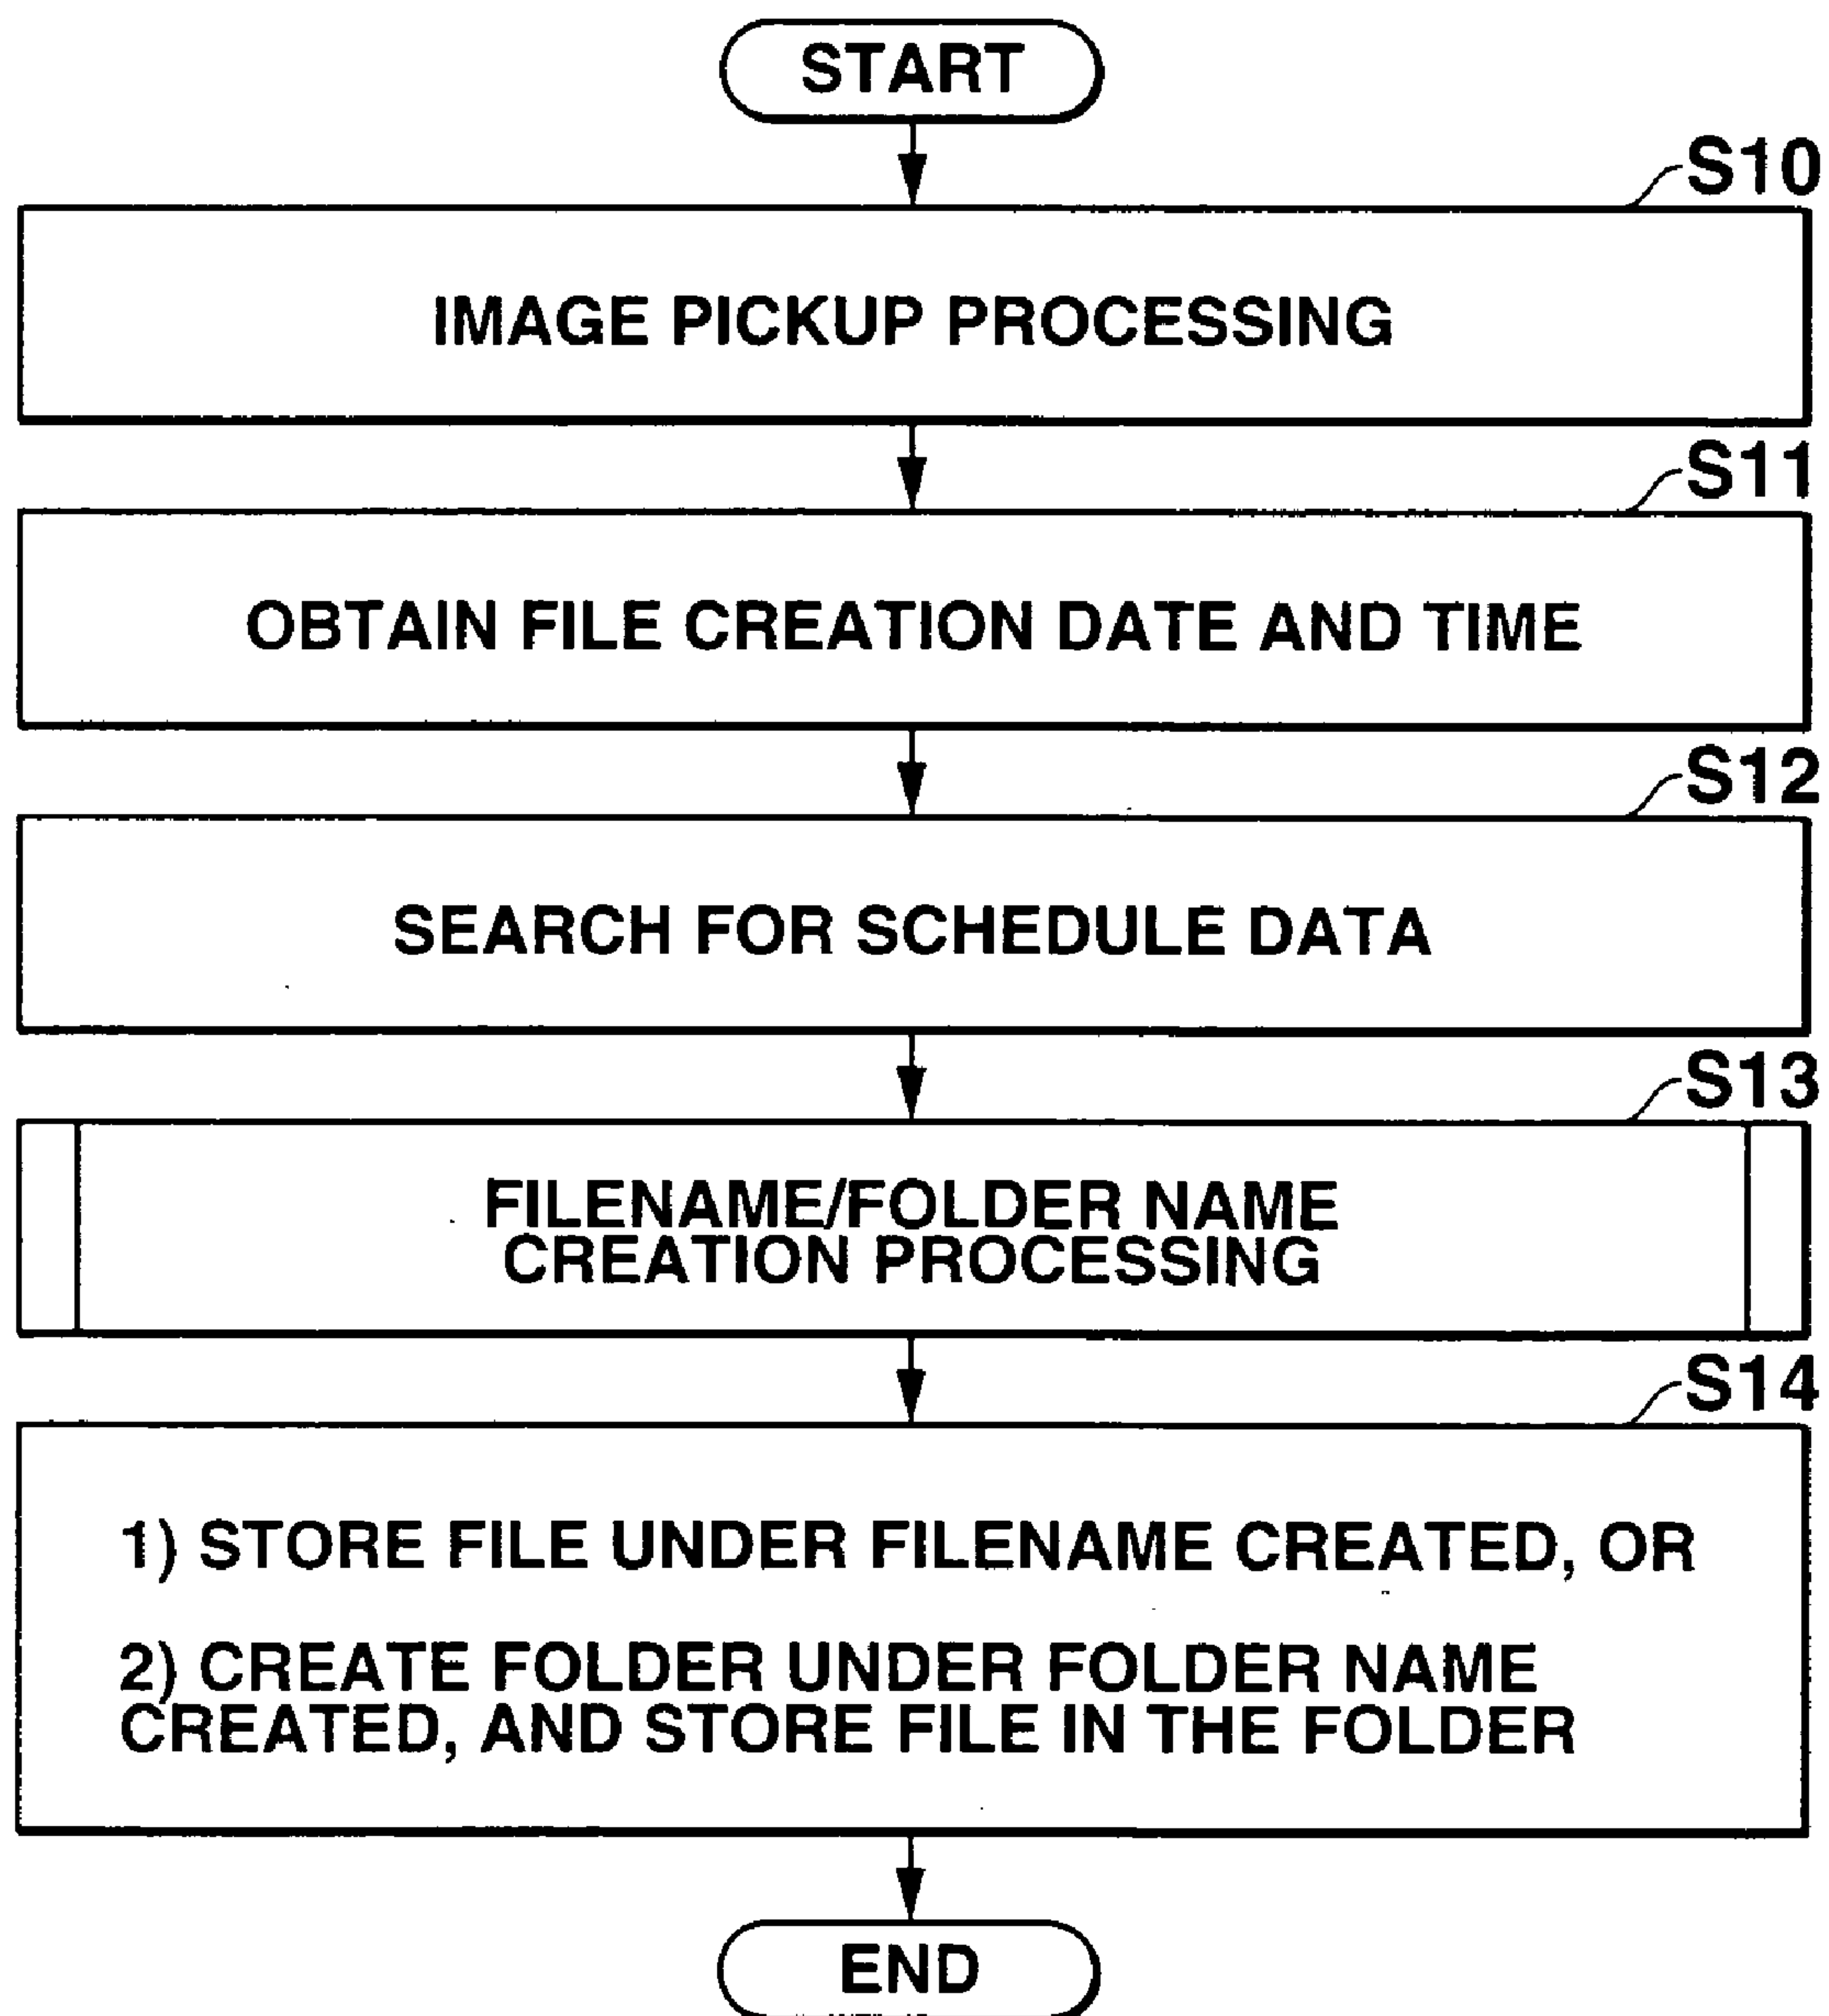 START
S10
IMAGE PICKUP PROCESSING
S11
OBTAIN FILE CREATION DATE AND TIME
S12
SEARCH FOR SCHEDULE DATA
S13
FILENAME/FOLDER NAME
CREATION PROCESSING
S14
1) STORE FILE UNDER FILENAME CREATED, OR
2) CREATE FOLDER UNDER FOLDER NAME
CREATED, AND STORE FILE IN THE FOLDER
END